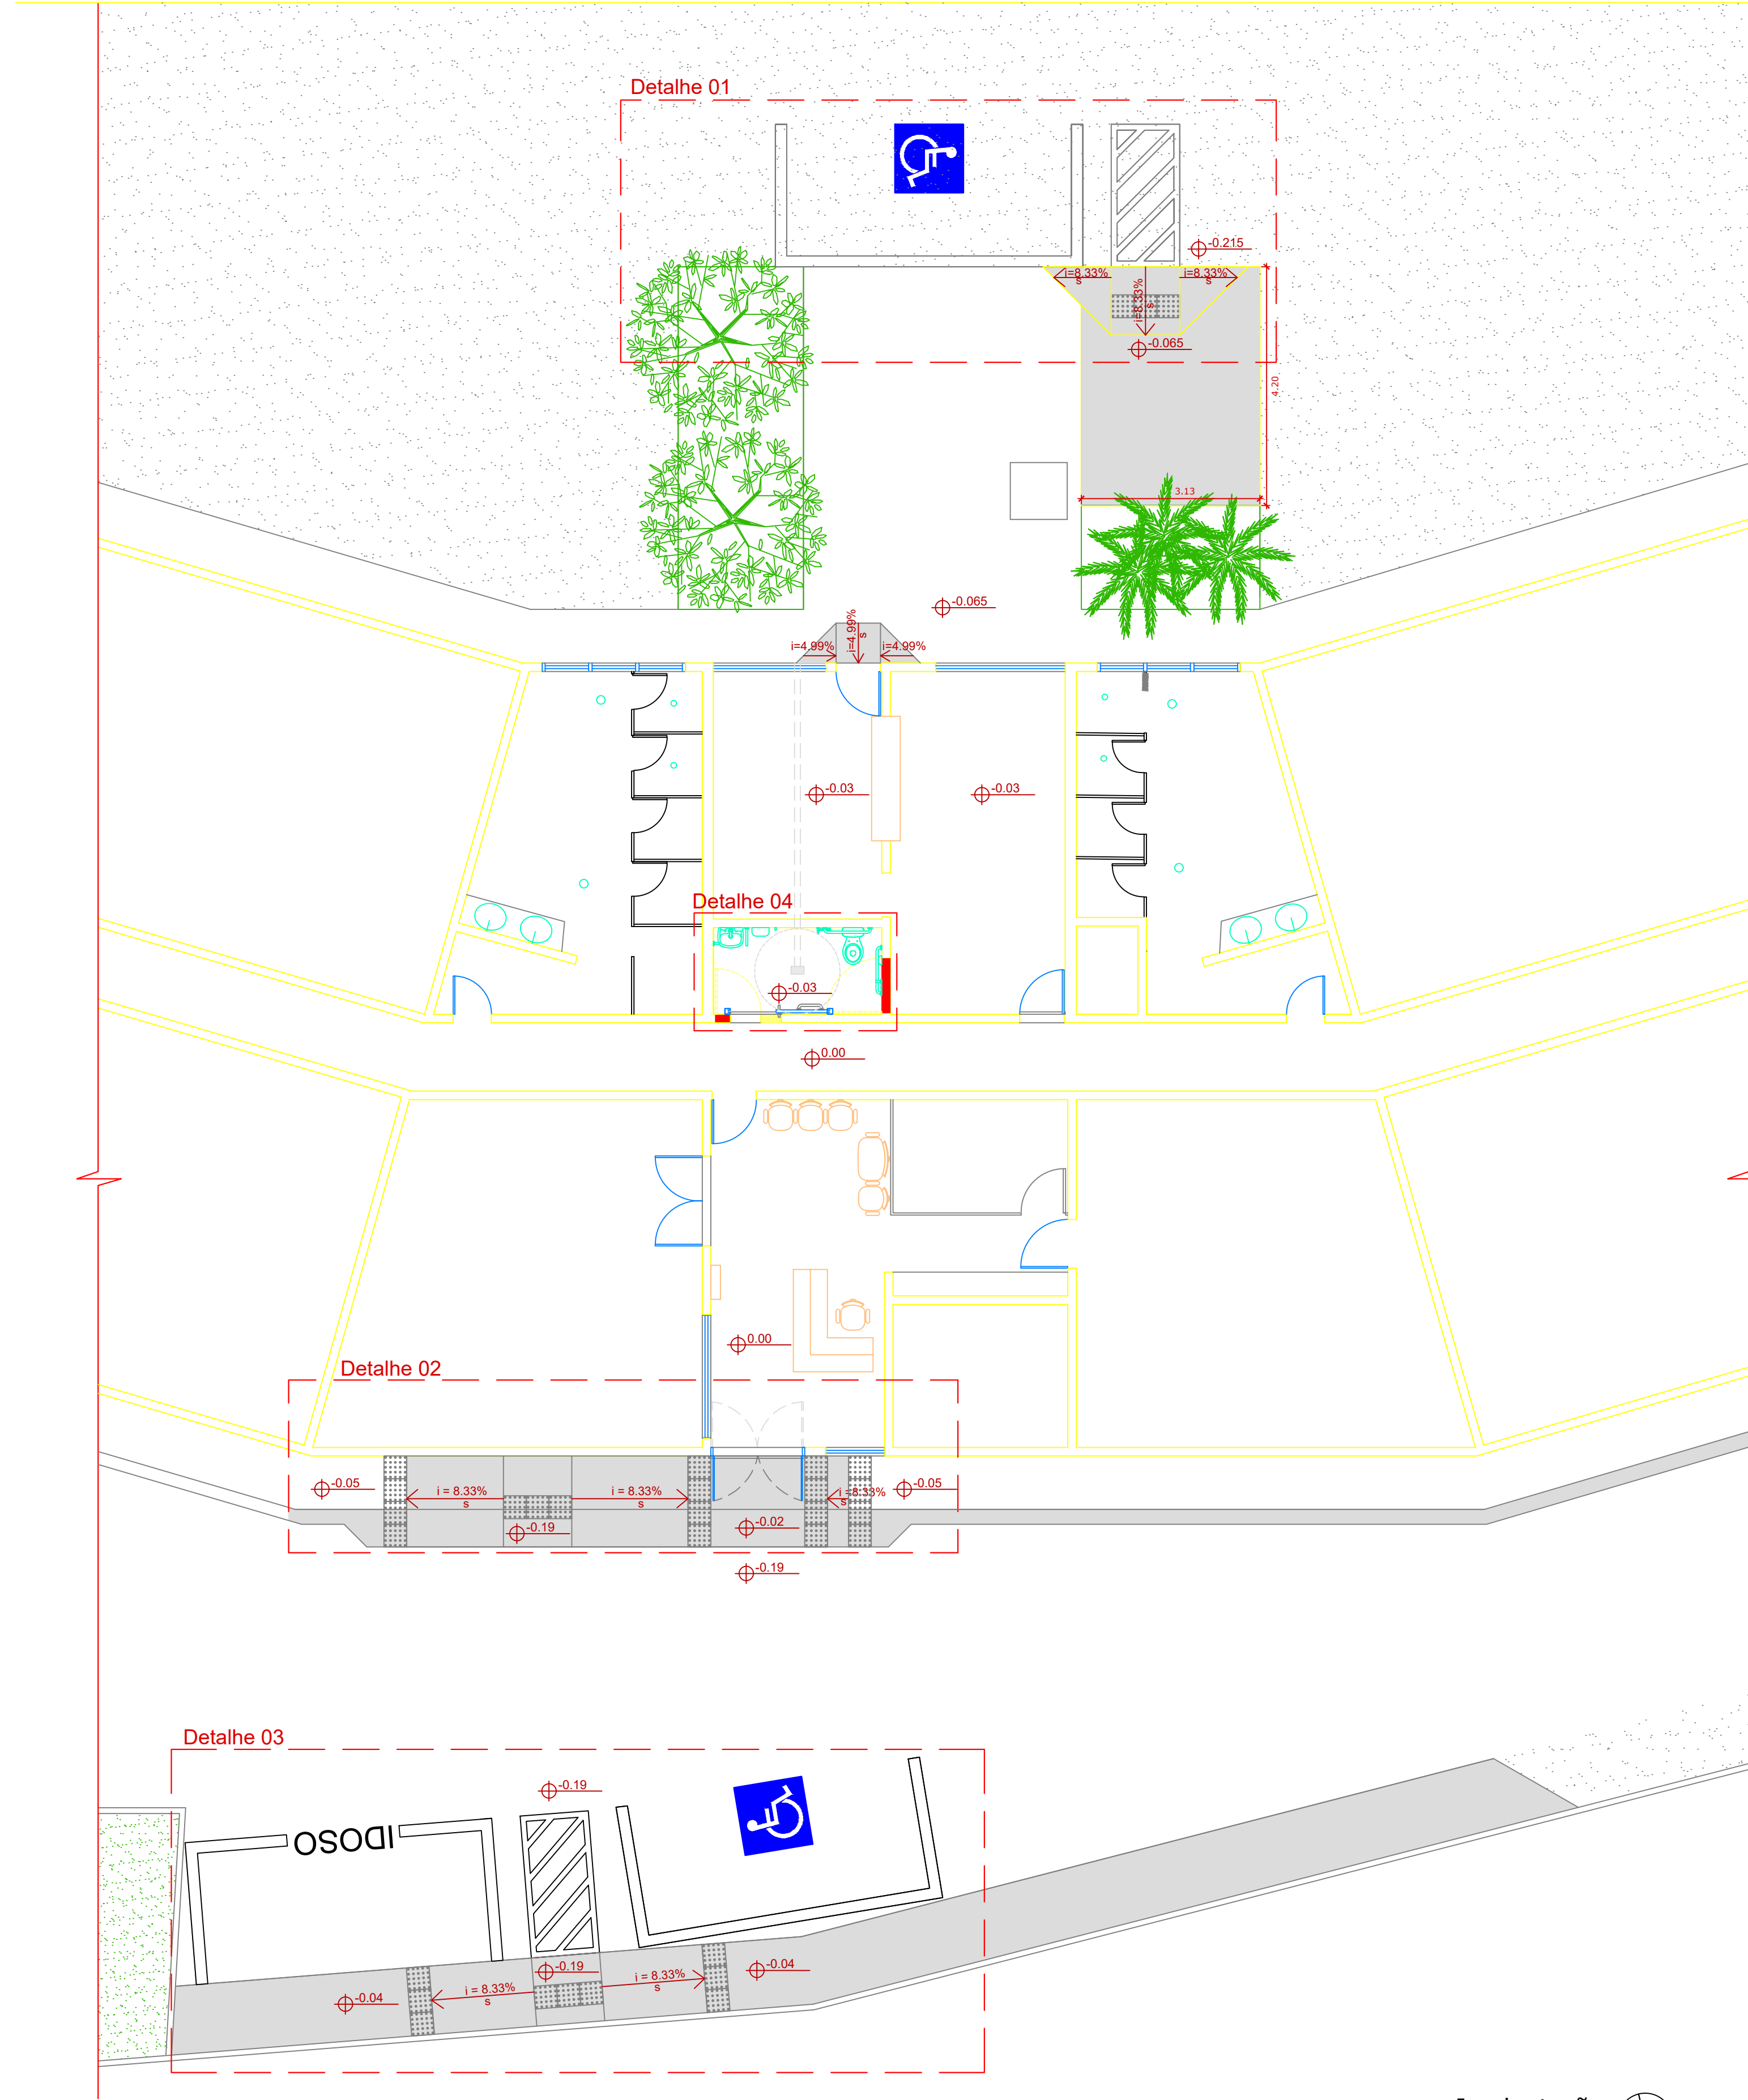 Detalhe 01
-0.215
i=8.33%
s
i=8.33%
s
i=8.33%
s
-0.065
4.20
3.13
-0.065
i=4.99%
s
i=4.99%
i=4.99%
-0.03
-0.03
Detalhe 04
-0.03
0.00
0.00
Detalhe 02
-0.05
i = 8.33%
s
i = 8.33%
s
i =8.33%
s
-0.05
-0.19
-0.02
-0.19
Detalhe 03
-0.19
IDOSO
-0.19
-0.04
i = 8.33%
s
i = 8.33%
s
-0.04